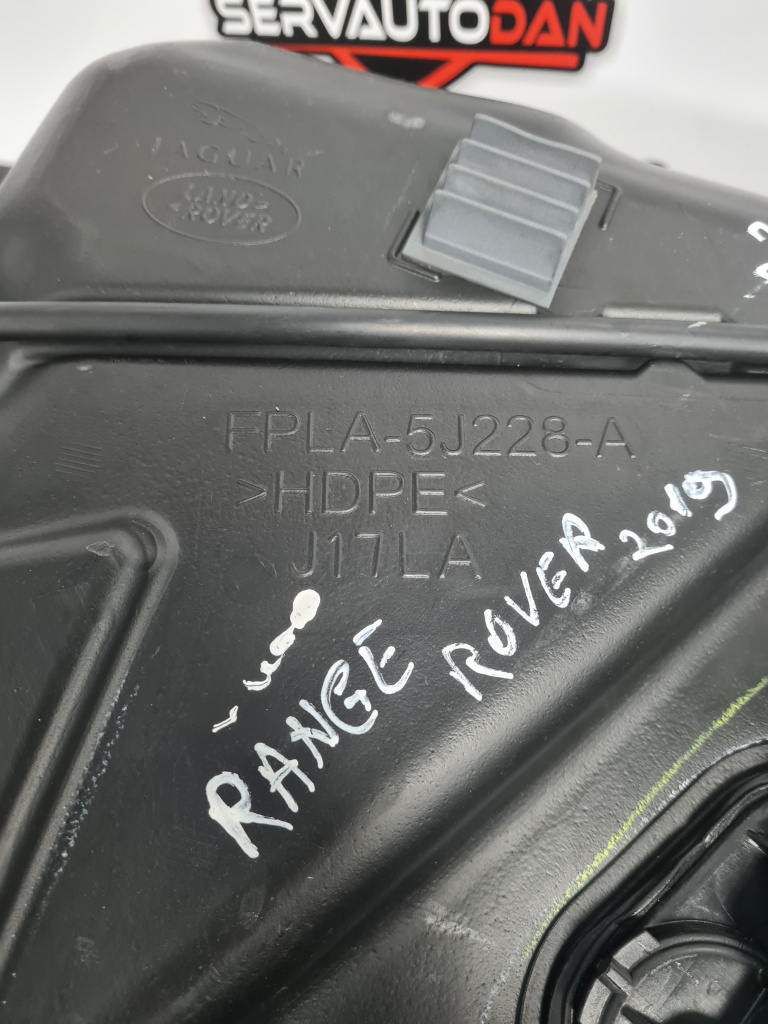 SERVAUTODAN
JAGUAR
LAND
ROVER
FPLA-5J228-A
>HDPE<
J17LA
RANGE ROVER 2019